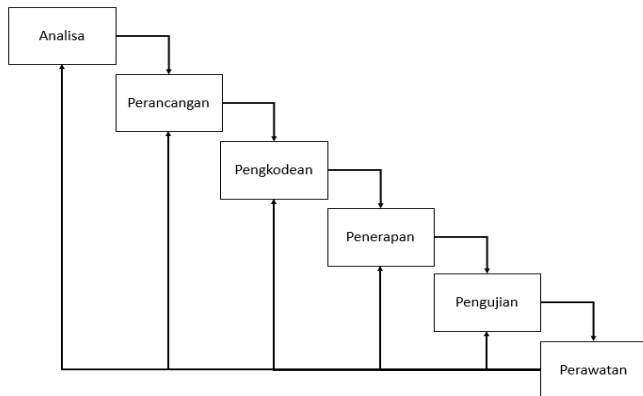 Analisa
Perancangan
Pengkodean
Penerapan
Pengujian
Perawatan